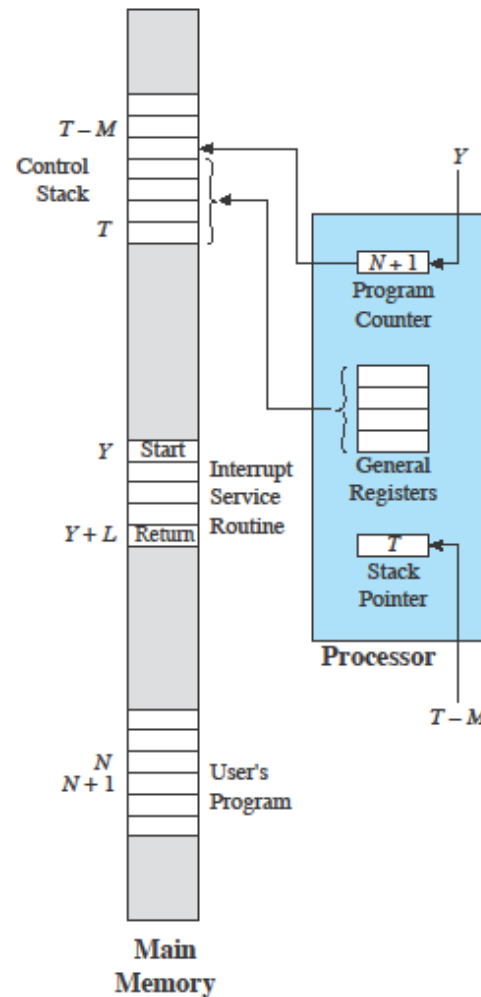 T – M
Control
Stack
T
Y
N + 1
Program
Counter
General
Registers
T
Stack
Pointer
Processor
T – M
Y
Start
Interrupt
Service
Routine
Y + L
Return
N
N + 1
User's
Program
Main
Memory